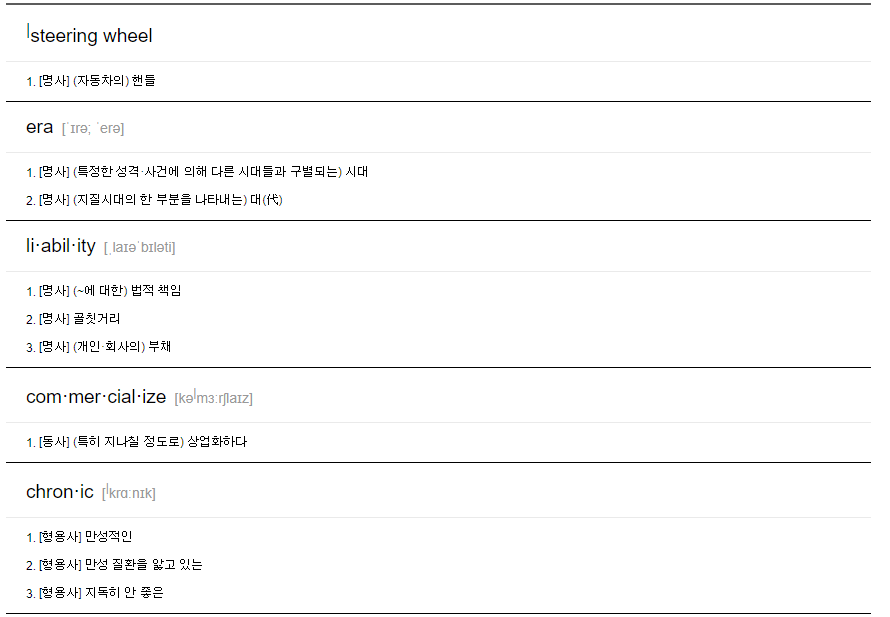 ˈsteering wheel
1. [명사] (자동차의) 핸들
era [ˈɪrə; ˈerə]
1. [명사] (특정한 성격·사건에 의해 다른 시대들과 구별되는) 시대
2. [명사] (지질시대의 한 부분을 나타내는) 대(代)
li·abil·ity [ˌlaɪəˈbɪləti]
1. [명사] (~에 대한) 법적 책임
2. [명사] 골칫거리
3. [명사] (개인·회사의) 부채
com·mer·cial·ize [kəˈmɜːrʃlaɪz]
1. [동사] (특히 지나칠 정도로) 상업화하다
chron·ic [ˈkrɑːnɪk]
1. [형용사] 만성적인
2. [형용사] 만성 질환을 앓고 있는
3. [형용사] 지독히 안 좋은